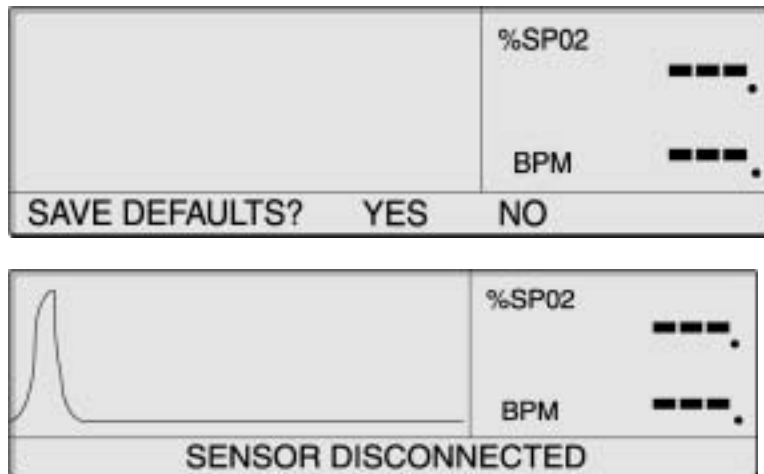 %SP02
---.
BPM
---.
SAVE DEFAULTS? YES NO
%SP02
---.
BPM
---.
SENSOR DISCONNECTED